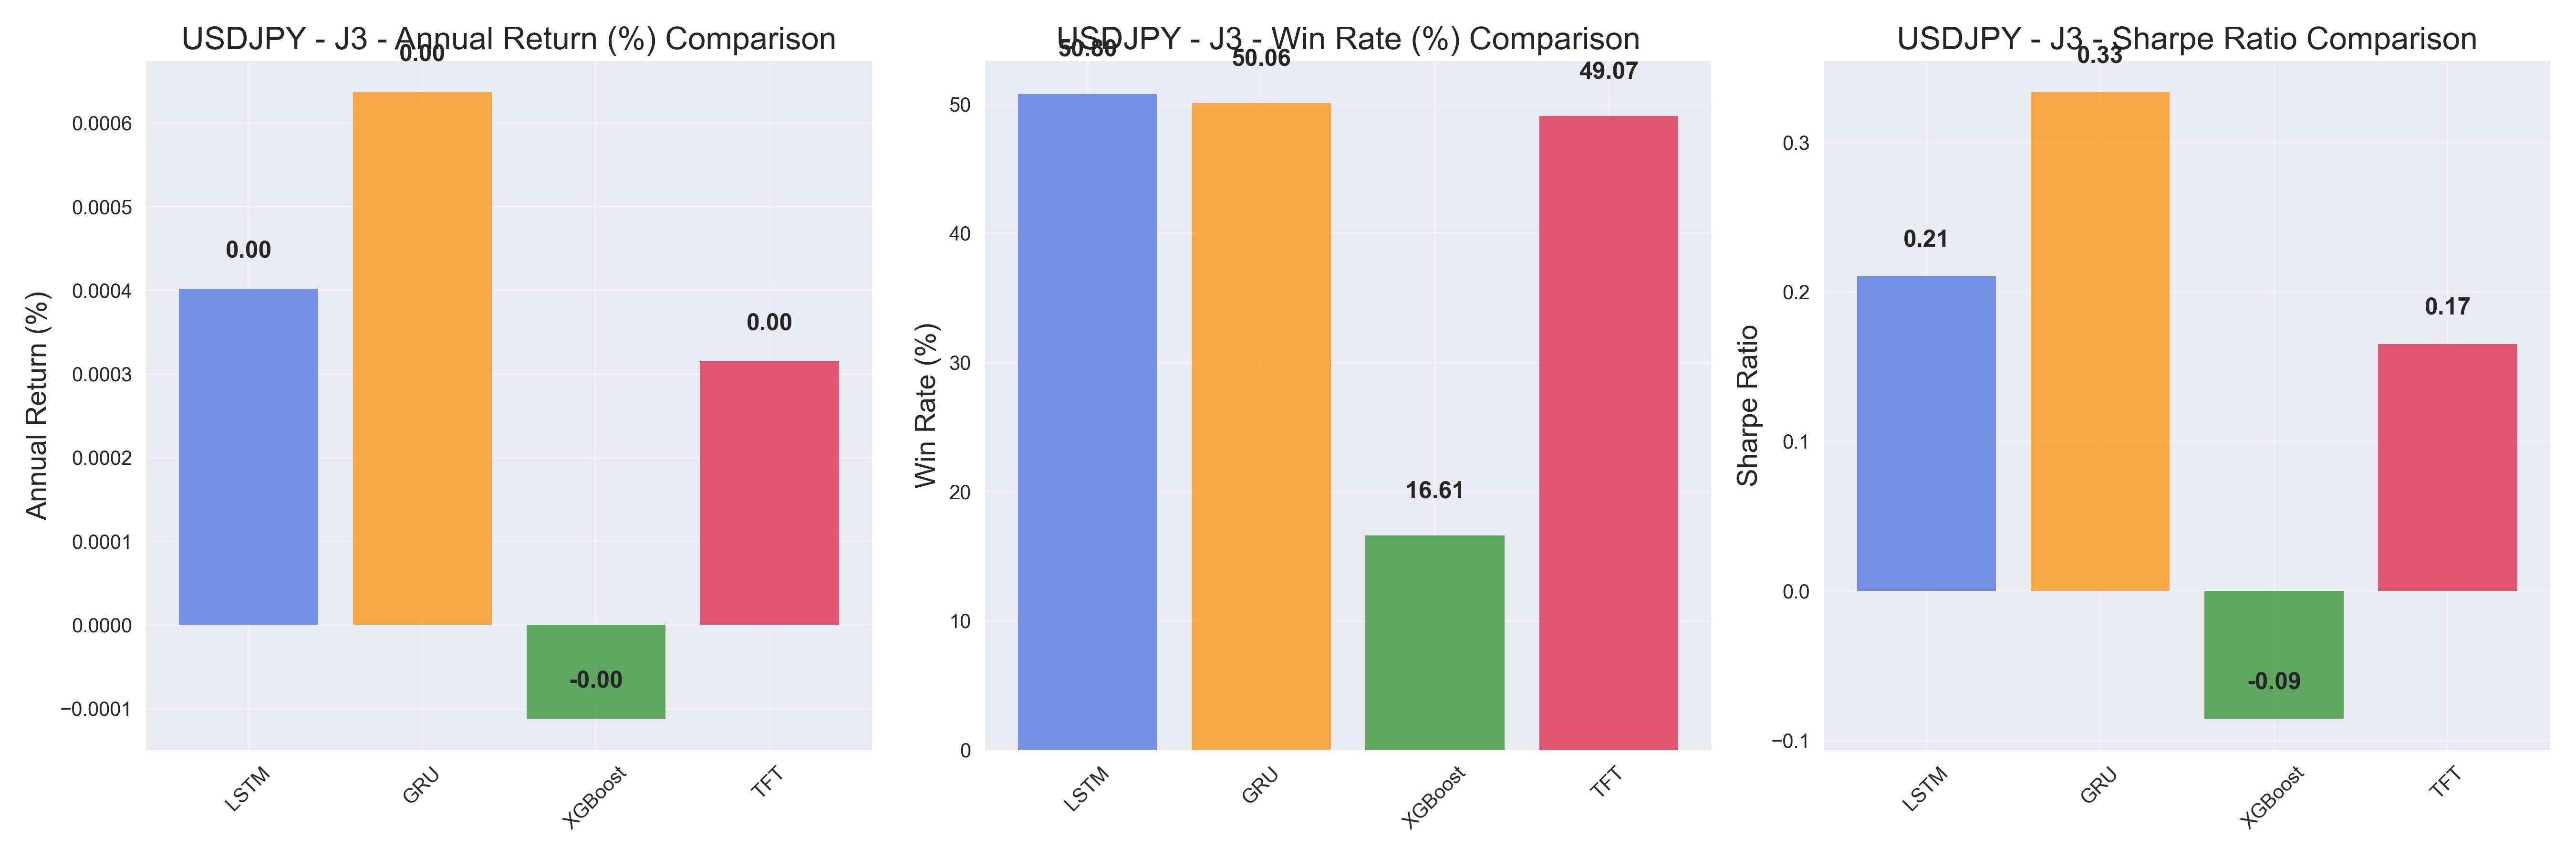 USDJPY - J3 - Annual Return (%) Comparison
0.00
0.0006
0.0005
0.00
0.0004
0.00
0.0003
0.0002
0.0001
0.0000
-0.00
−0.0001
Annual Return (%)
LSTM
GRU
XGBoost
TFT
USDJPY - J3 - Win Rate (%) Comparison
50.80
50.06
49.07
50
40
30
20
16.61
10
0
Win Rate (%)
LSTM
GRU
XGBoost
TFT
USDJPY - J3 - Sharpe Ratio Comparison
0.33
0.3
0.21
0.2
0.17
0.1
0.0
-0.09
−0.1
Sharpe Ratio
LSTM
GRU
XGBoost
TFT